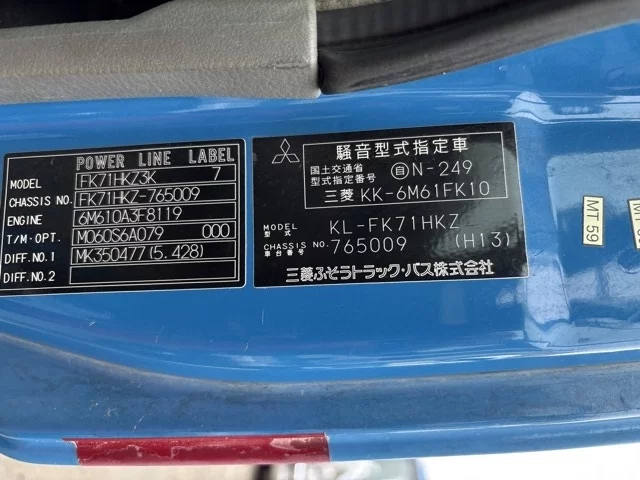 POWER LINE LABEL
MODEL FK71HKZ3K 7
CHASSIS NO. FK71HKZ-765009
ENGINE 6M610A3F8119
T/M・OPT. M060S6A079 000
DIFF.NO.1 MK350477(5.428)
DIFF.NO.2
騒音型式指定車
国土交通省
型式指定番号 自N-249
三菱 KK-6M61FK10
MODEL
型式 KL-FK71HKZ
CHASSIS NO.
車台番号 765009 (H13)
三菱ふそうトラック・バス株式会社
MT 59